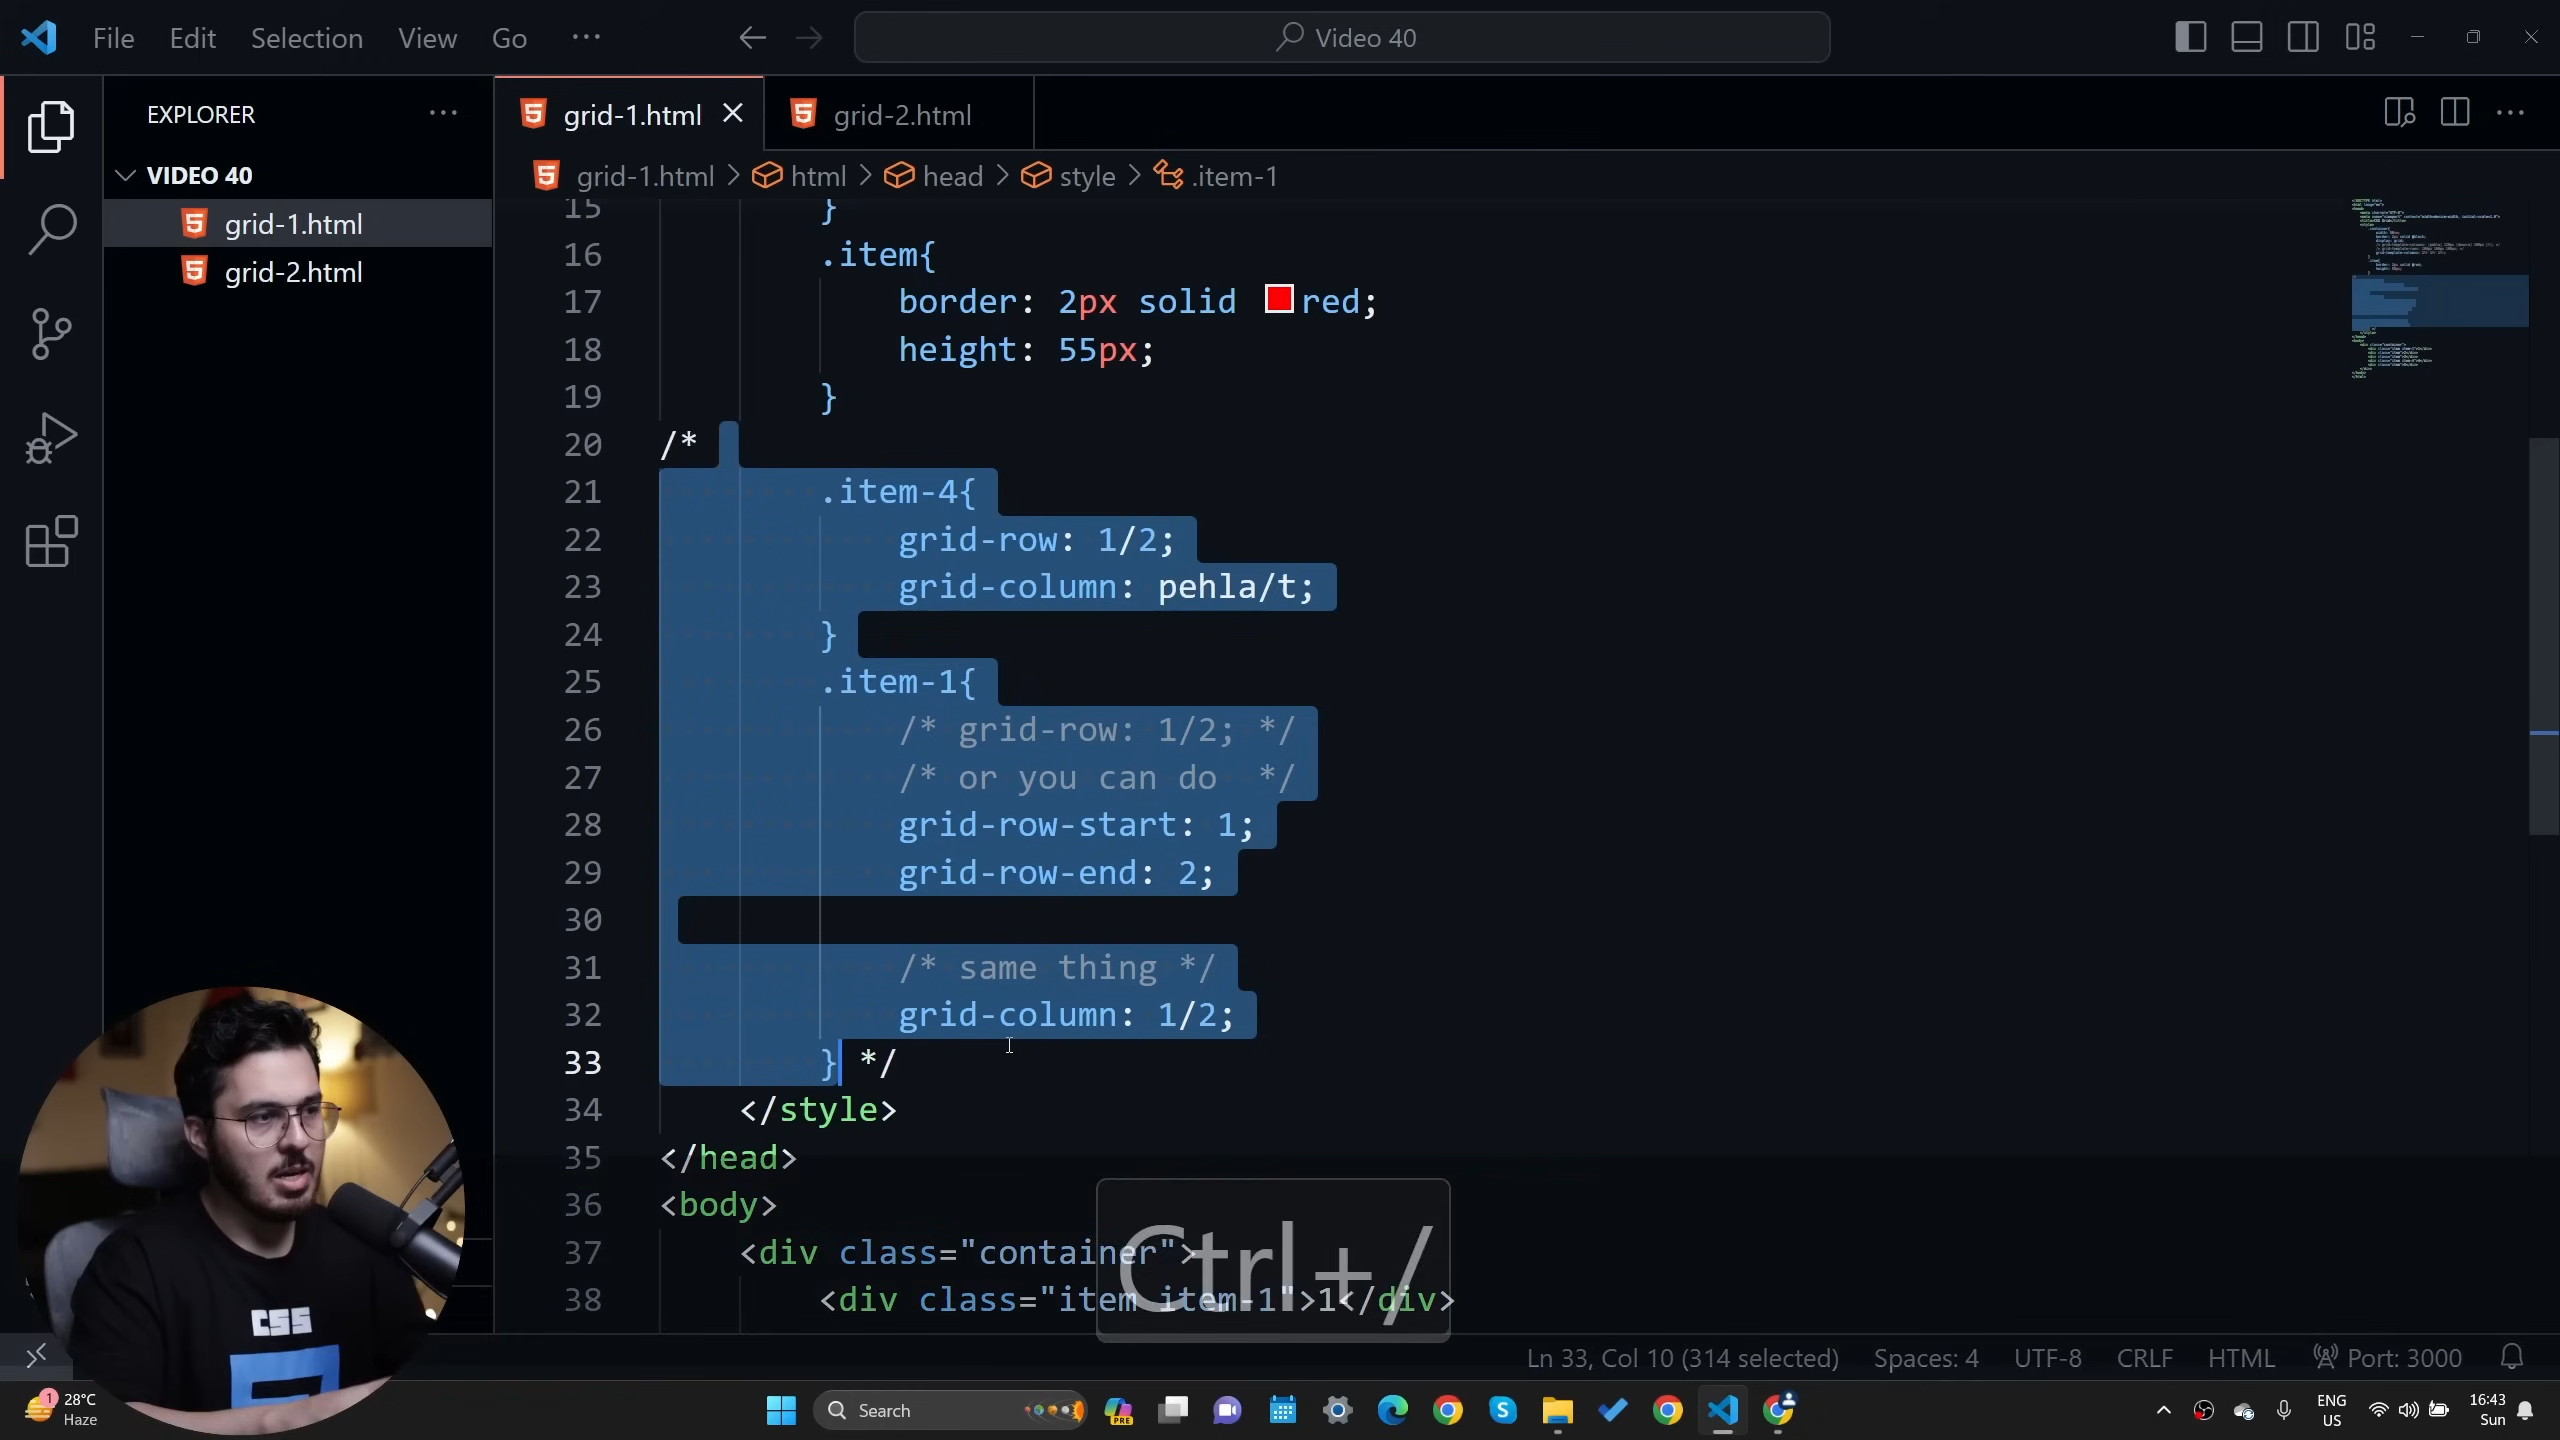 File Edit Selection View Go ··· Video 40
EXPLORER ···
VIDEO 40
grid-1.html
grid-2.html
grid-1.html grid-2.html
grid-1.html > html > head > style > .item-1
15 }
16 .item{
17 border: 2px solid red;
18 height: 55px;
19 }
20 /*
21 .item-4{
22 grid-row: 1/2;
23 grid-column: pehla/t;
24 }
25 .item-1{
26 /* grid-row: 1/2; */
27 /* or you can do */
28 grid-row-start: 1;
29 grid-row-end: 2;
30
31 /* same thing */
32 grid-column: 1/2;
33 } */
34 </style>
35 </head>
36 <body>
37 <div class="container">
38 <div class="item item-1">1</div>
Ctrl+/
CSS
Ln 33, Col 10 (314 selected) Spaces: 4 UTF-8 CRLF HTML Port: 3000
1
28°C
Haze
Search
PRE
ENG
US
16:43
Sun